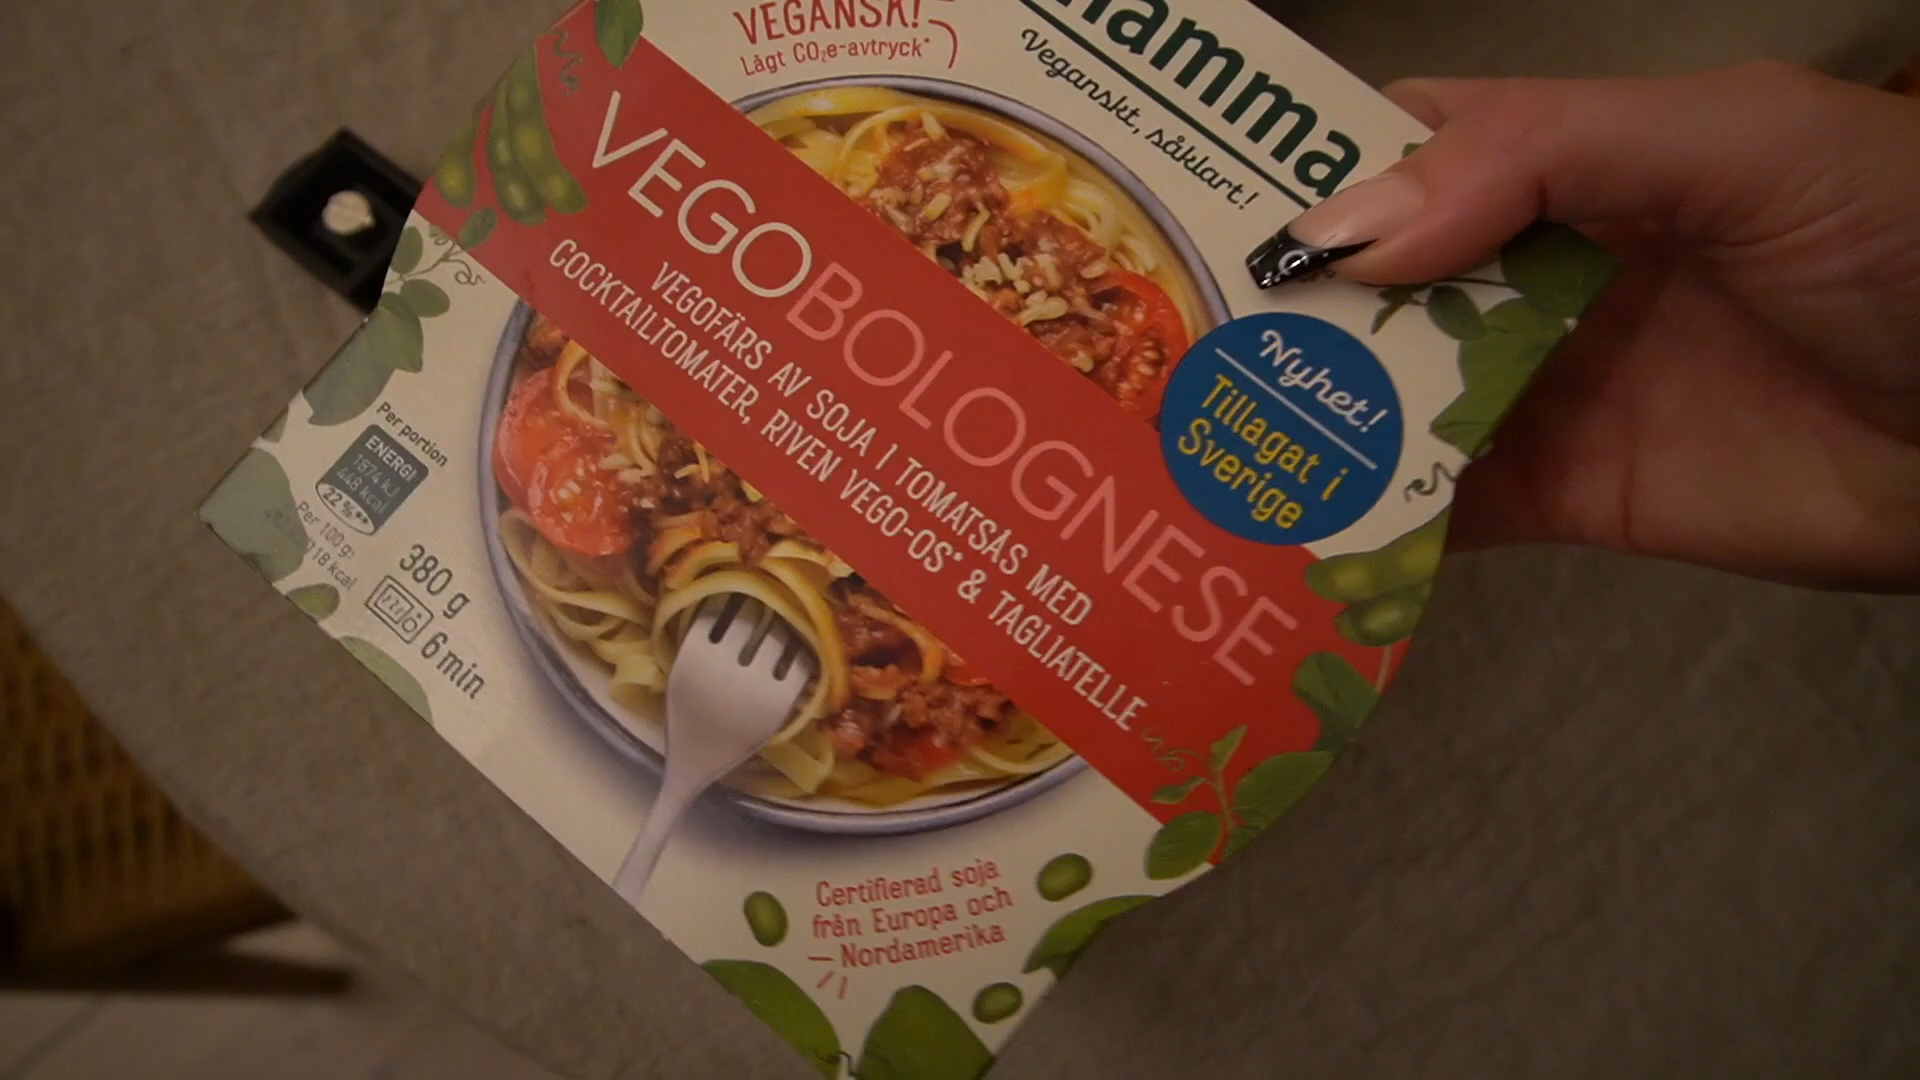 VEGANSK!
Lågt CO₂e-avtryck*
Veganskt, såklart!
VEGOBOLOGNESE
VEGOFÄRS AV SOJA I TOMATSÅS MED
COCKTAILTOMATER, RIVEN VEGO-OS* & TAGLIATELLE
Nyhet!
Tillagat i
Sverige
Per portion
ENERGI
1874 kJ
448 kcal
22 %**
Per 100 g:
118 kcal
380 g
6 min
Certifierad soja
från Europa och
Nordamerika